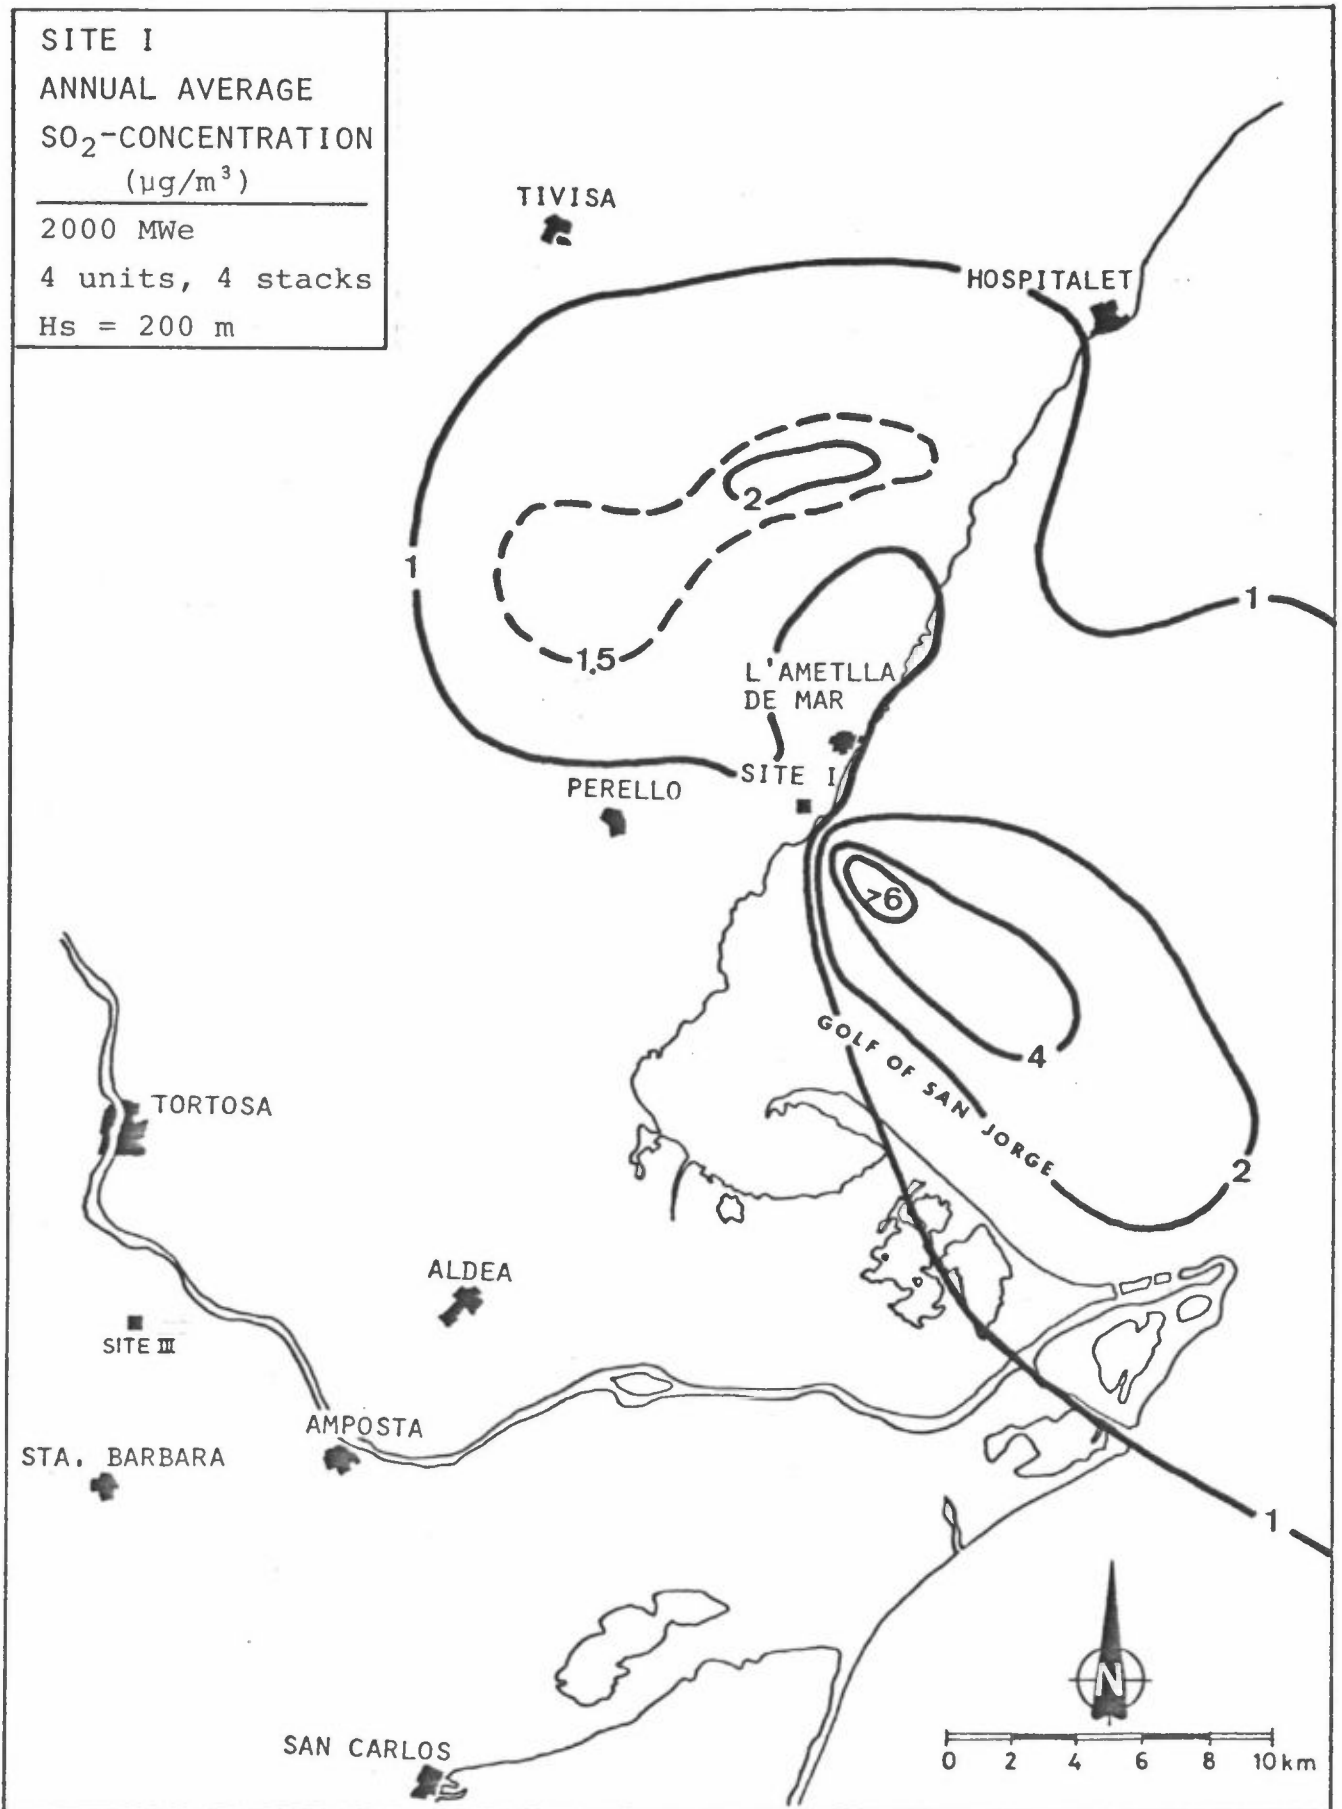 SITE I
ANNUAL AVERAGE
SO₂-CONCENTRATION
(µg/m³)
2000 MWe
4 units, 4 stacks
Hs = 200 m
TIVISA
HOSPITALET
2
1
1
1.5
L'AMETLLA
DE MAR
SITE I
PERELLO
>6
GOLF OF SAN JORGE
4
TORTOSA
2
ALDEA
SITE III
AMPOSTA
STA. BARBARA
1
N
SAN CARLOS
0 2 4 6 8 10 km